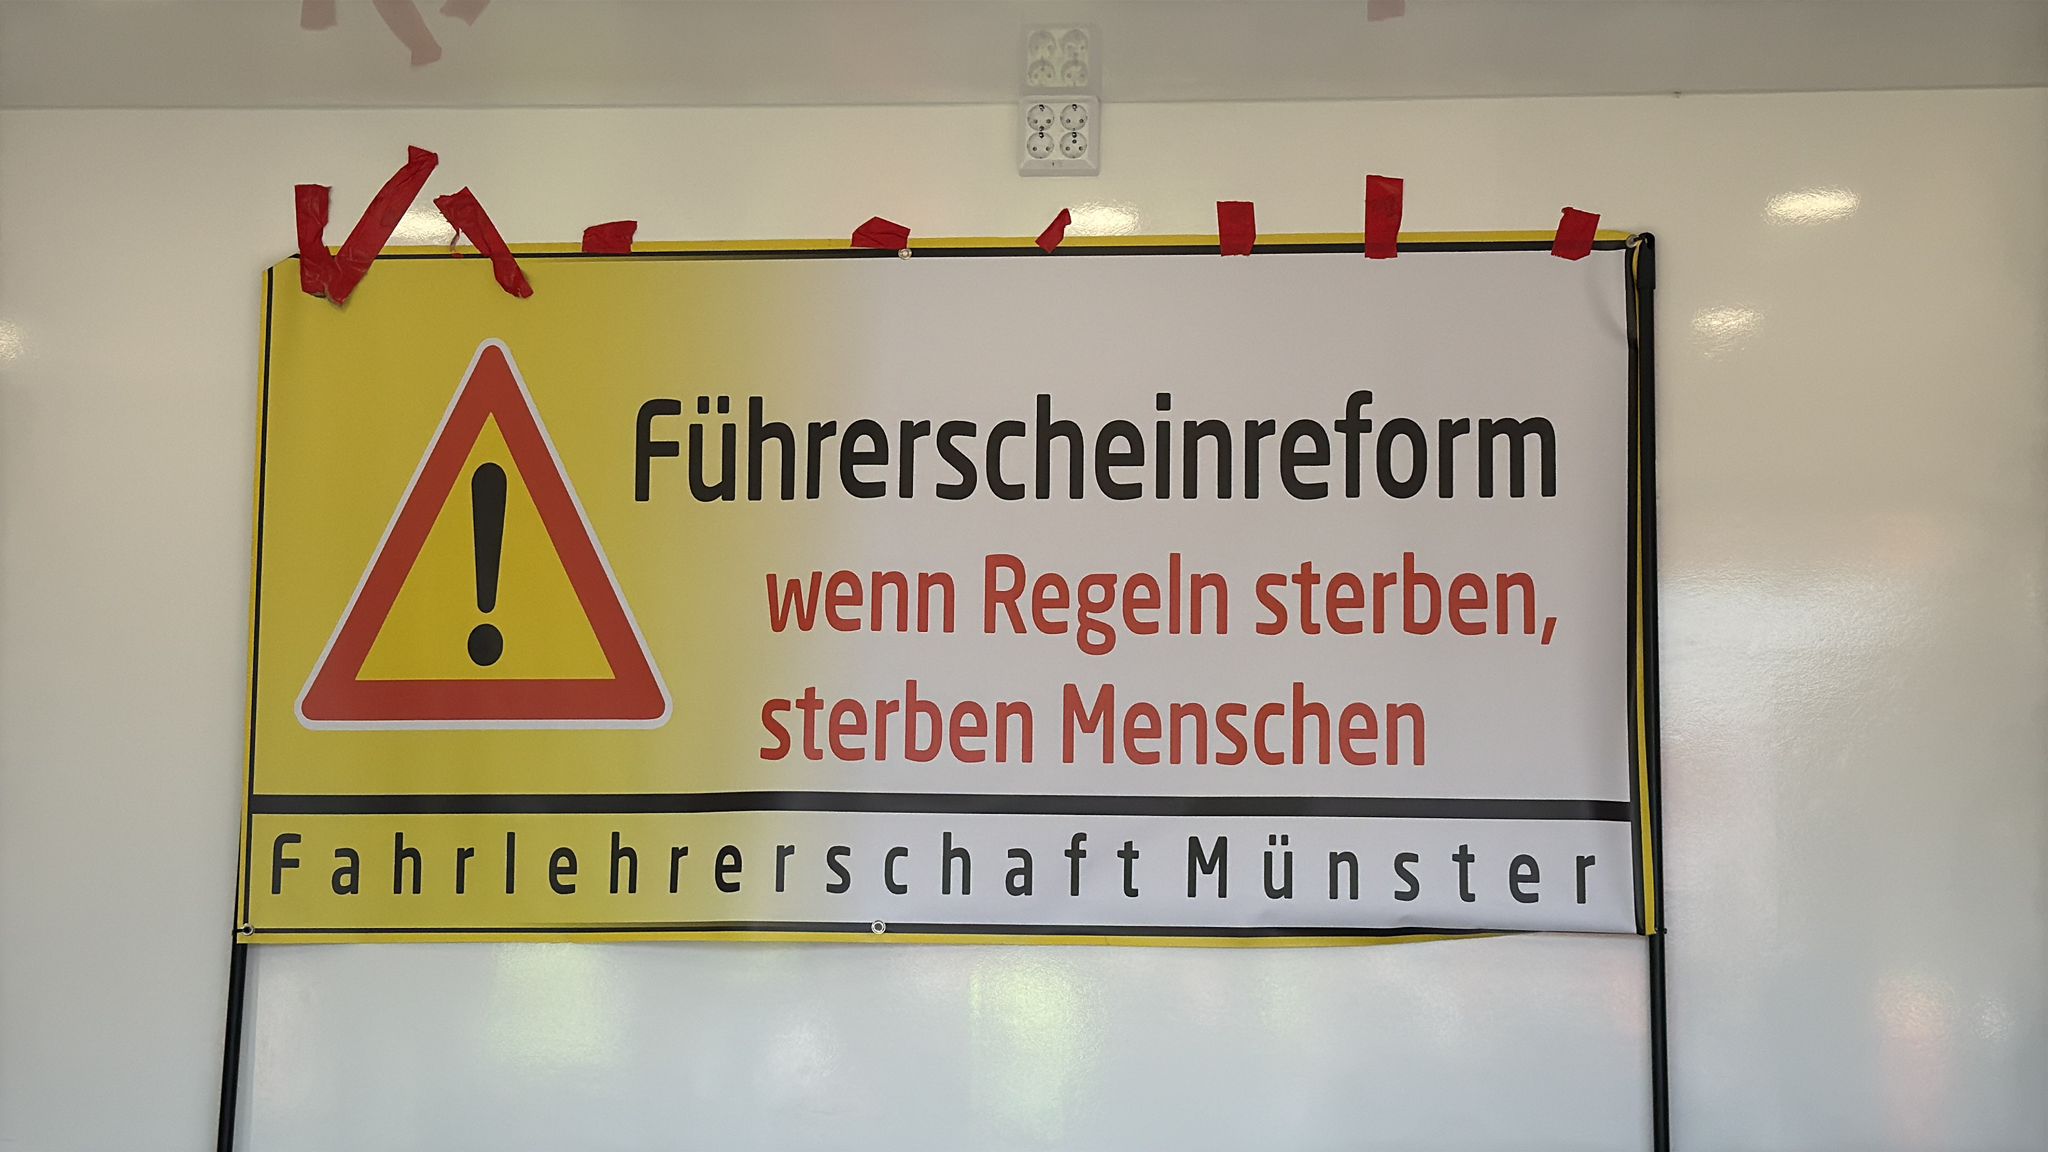 Führerscheinreform
wenn Regeln sterben,
sterben Menschen
Fahrlehrerschaft Münster